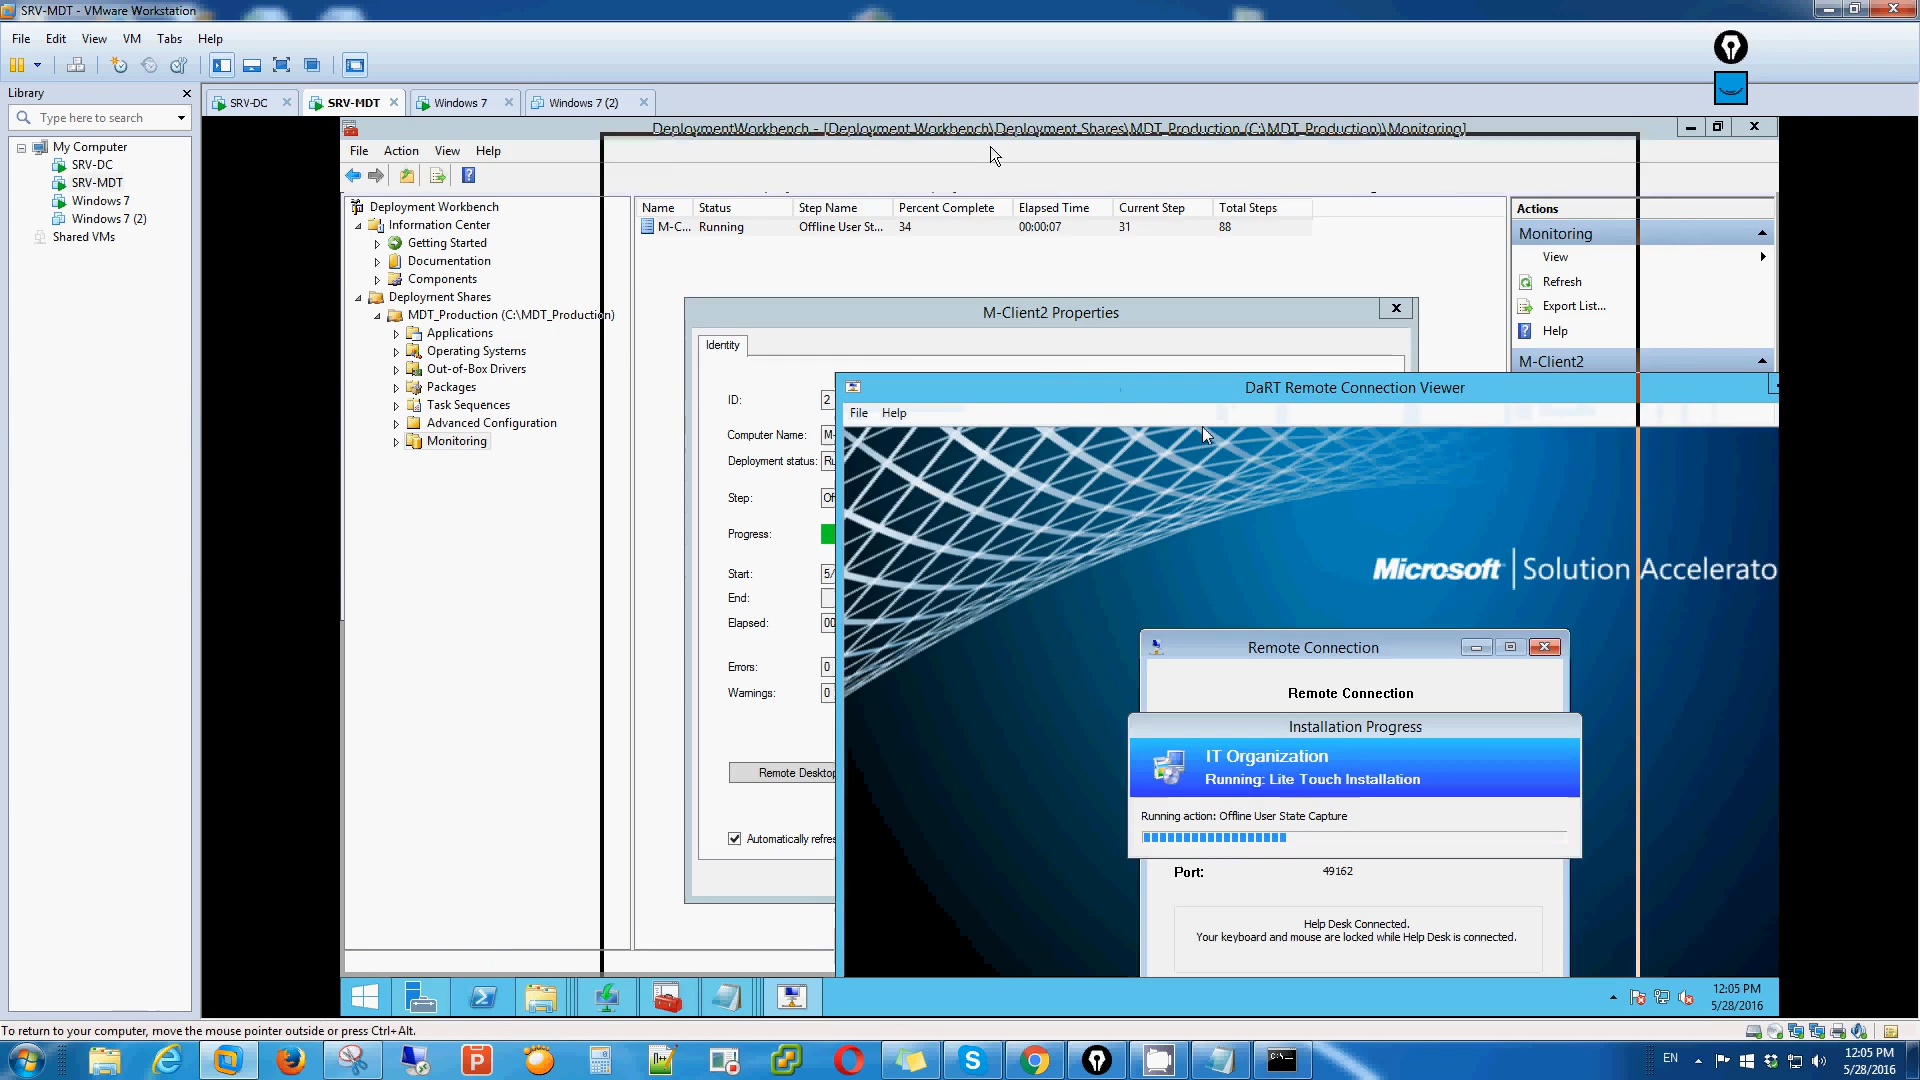 SRV-MDT - VMware Workstation
File Edit View VM Tabs Help
Library
Type here to search
My Computer
SRV-DC
SRV-MDT
Windows 7
Windows 7 (2)
Shared VMs
SRV-DC SRV-MDT Windows 7 Windows 7 (2)
DeploymentWorkbench - [Deployment Workbench\Deployment Shares\MDT_Production (C:\MDT_Production)\Monitoring]
File Action View Help
Deployment Workbench
Information Center
Getting Started
Documentation
Components
Deployment Shares
MDT_Production (C:\MDT_Production)
Applications
Operating Systems
Out-of-Box Drivers
Packages
Task Sequences
Advanced Configuration
Monitoring
Name Status Step Name Percent Complete Elapsed Time Current Step Total Steps
M-C... Running Offline User St... 34 00:00:07 31 88
Actions
Monitoring
View
Refresh
Export List...
Help
M-Client2
M-Client2 Properties
Identity
ID: 2
Computer Name: M-
Deployment status: Ru
Step: Of
Progress:
Start: 5/
End:
Elapsed: 00
Errors: 0
Warnings: 0
Remote Desktop
Automatically refres
DaRT Remote Connection Viewer
File Help
Microsoft Solution Accelerato
Remote Connection
Remote Connection
Installation Progress
IT Organization
Running: Lite Touch Installation
Running action: Offline User State Capture
Port: 49162
Help Desk Connected.
Your keyboard and mouse are locked while Help Desk is connected.
12:05 PM
5/28/2016
To return to your computer, move the mouse pointer outside or press Ctrl+Alt.
EN
12:05 PM
5/28/2016